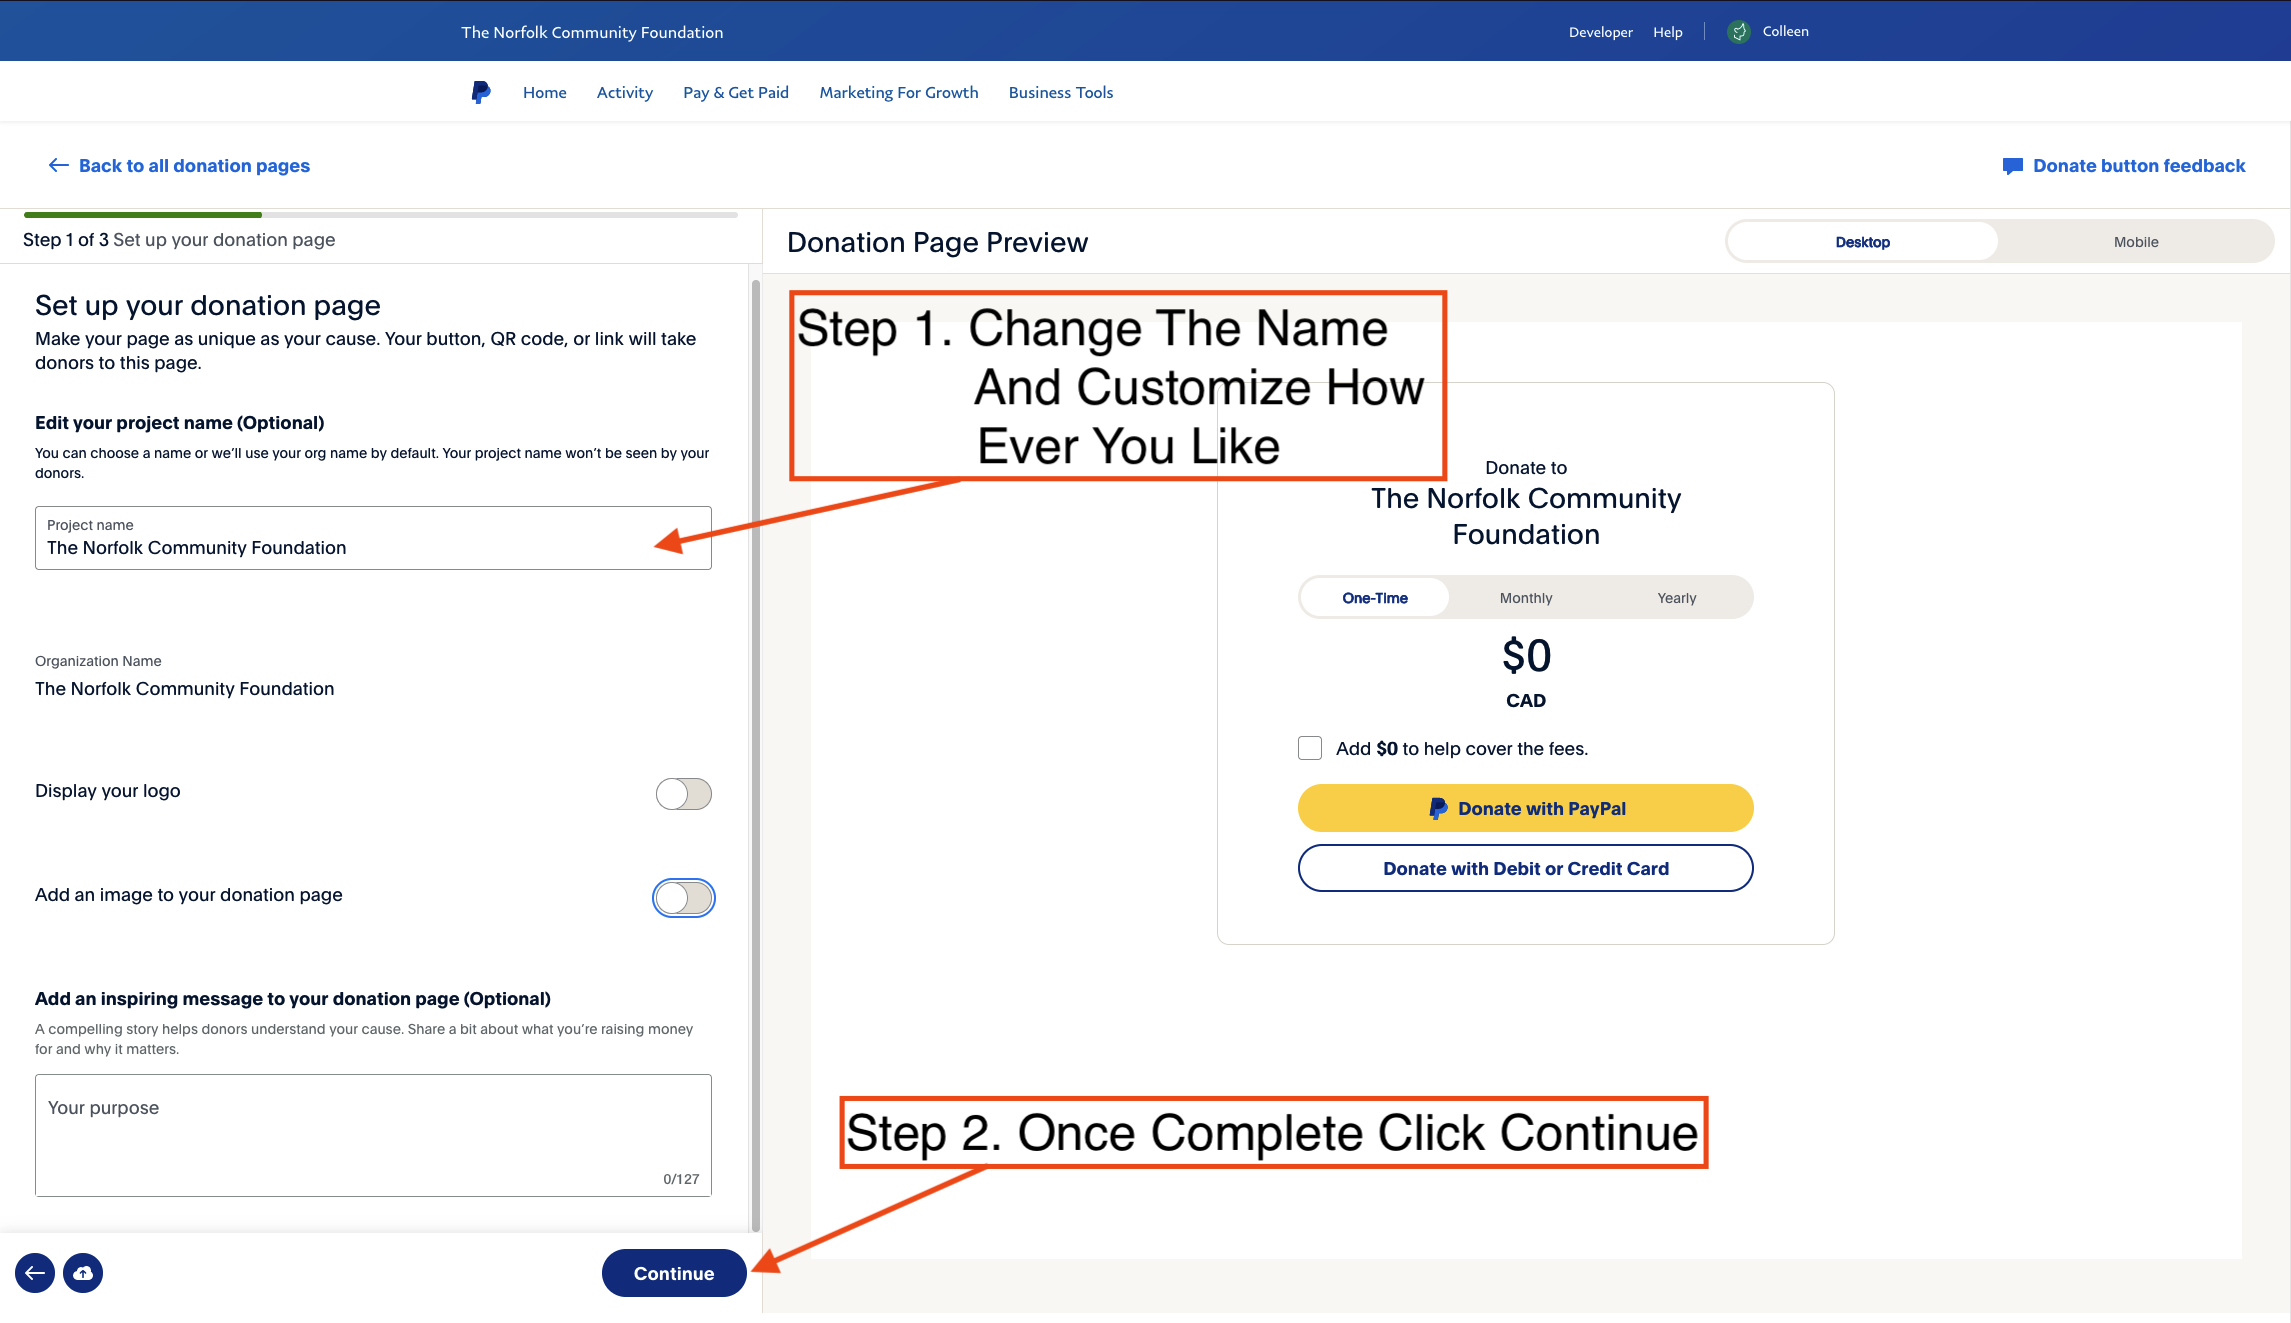 The Norfolk Community Foundation
Developer Help Colleen
Home Activity Pay & Get Paid Marketing For Growth Business Tools
Back to all donation pages
Donate button feedback
Step 1 of 3 Set up your donation page
Set up your donation page
Make your page as unique as your cause. Your button, QR code, or link will take
donors to this page.
Edit your project name (Optional)
You can choose a name or we’ll use your org name by default. Your project name won’t be seen by your
donors.
Project name
The Norfolk Community Foundation
Organization Name
The Norfolk Community Foundation
Display your logo
Add an image to your donation page
Add an inspiring message to your donation page (Optional)
A compelling story helps donors understand your cause. Share a bit about what you’re raising money
for and why it matters.
Your purpose
0/127
Continue
Donation Page Preview
Desktop Mobile
Step 1. Change The Name
And Customize How
Ever You Like
Donate to
The Norfolk Community
Foundation
One-Time Monthly Yearly
$0
CAD
Add $0 to help cover the fees.
Donate with PayPal
Donate with Debit or Credit Card
Step 2. Once Complete Click Continue